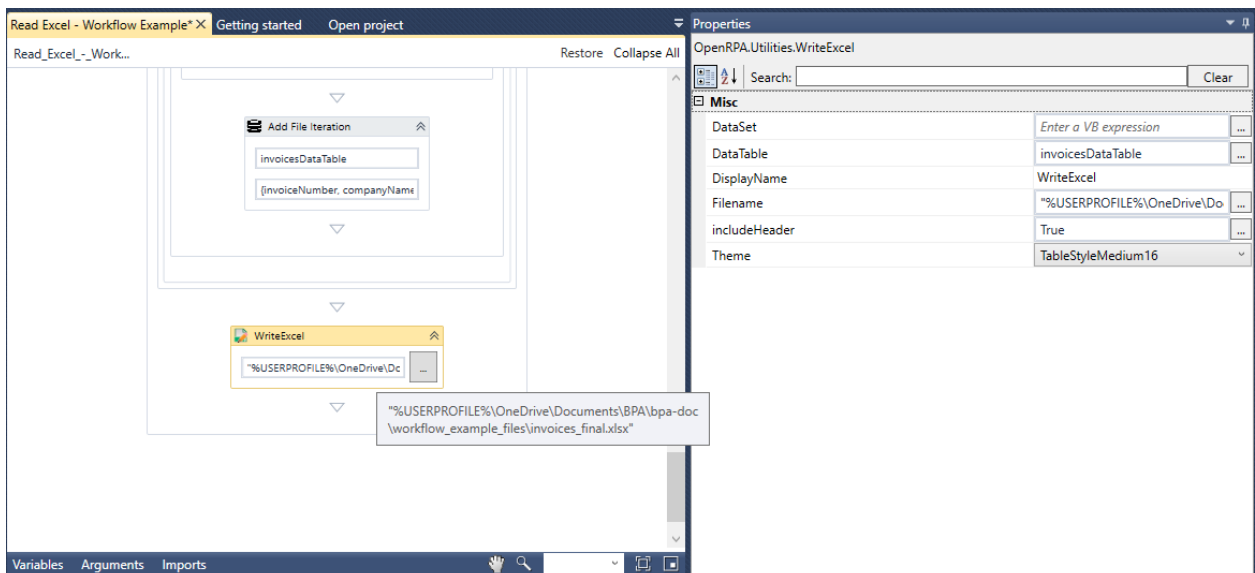 Read Excel - Workflow Example* X Getting started Open project
Read_Excel_-_Work... Restore Collapse All
Add File Iteration
invoicesDataTable
{invoiceNumber, companyName
WriteExcel
"%USERPROFILE%\OneDrive\Dc ...
"%USERPROFILE%\OneDrive\Documents\BPA\bpa-doc
\workflow_example_files\invoices_final.xlsx"
Variables Arguments Imports
Properties
OpenRPA.Utilities.WriteExcel
Search: Clear
Misc
DataSet Enter a VB expression ...
DataTable invoicesDataTable ...
DisplayName WriteExcel
Filename "%USERPROFILE%\OneDrive\Do ...
includeHeader True ...
Theme TableStyleMedium16